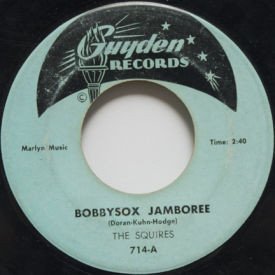 Guyden
RECORDS
Marlyn Music
Time: 2:40
BOBBYSOX JAMBOREE
(Doran-Kuhn-Hodge)
THE SQUIRES
714-A